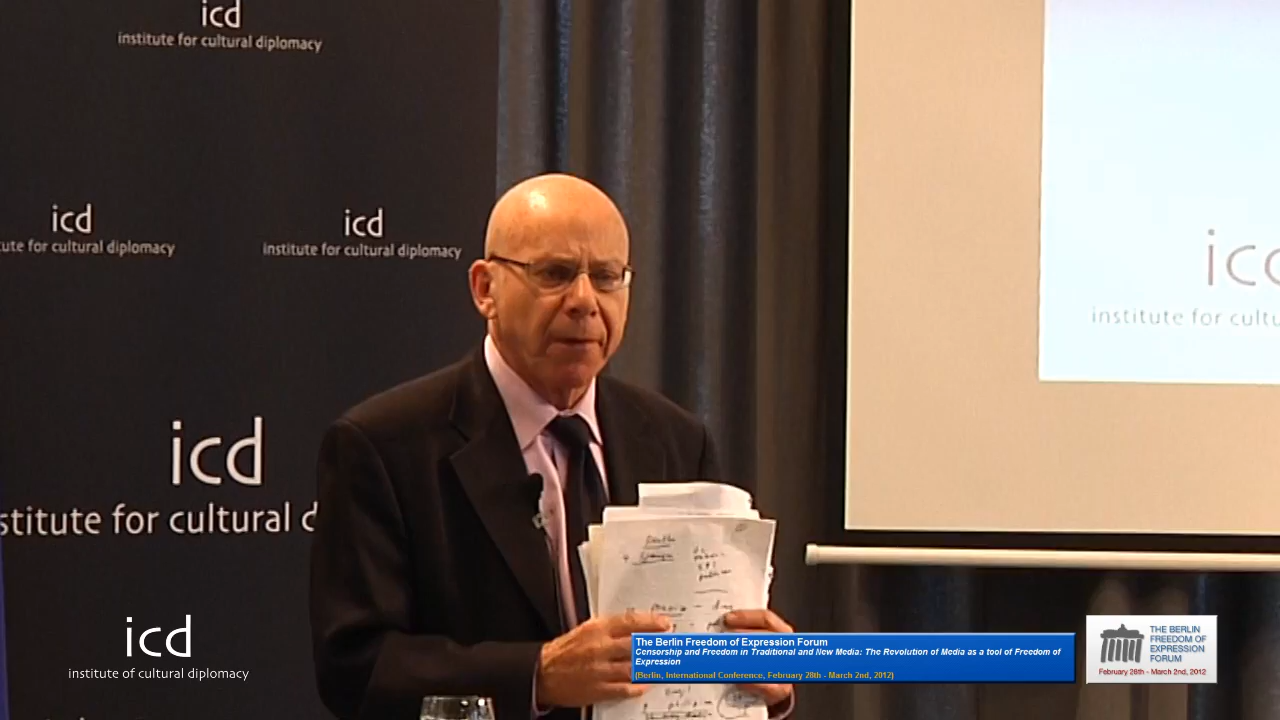 icd
institute for cultural diplomacy
icd
ute for cultural diplomacy
icd
institute for cultural diplomacy
icd
stitute for cultural d
icd
institute of cultural diplomacy
ic
institute for cultu
The Berlin Freedom of Expression Forum
Censorship and Freedom in Traditional and New Media: The Revolution of Media as a tool of Freedom of
Expression
(Berlin, International Conference, February 28th - March 2nd, 2012)
THE BERLIN
FREEDOM OF
EXPRESSION
FORUM
February 28th - March 2nd, 2012